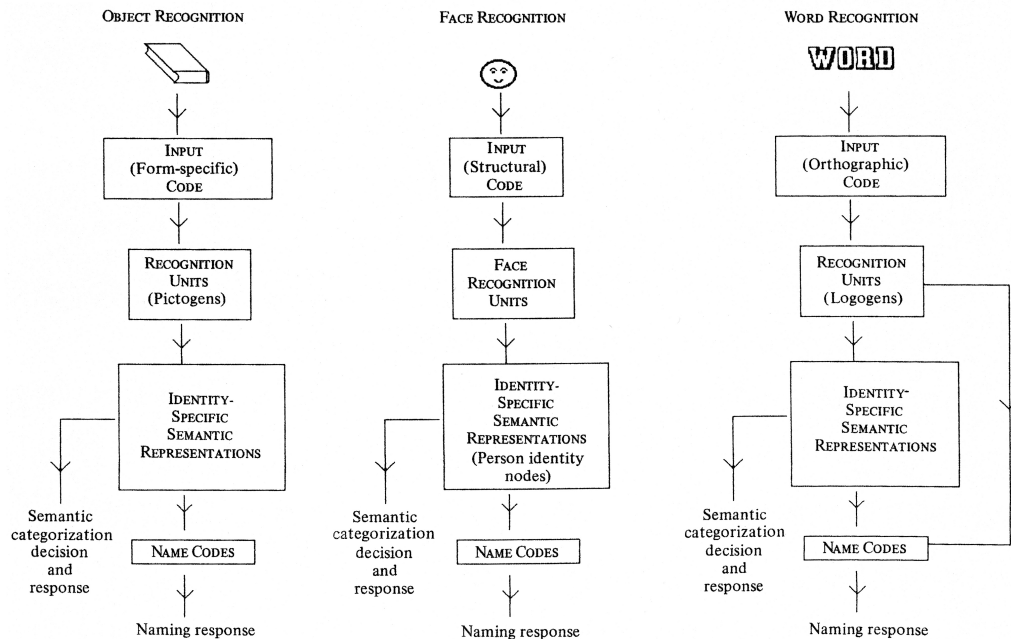 OBJECT RECOGNITION
INPUT
(Form-specific)
CODE
RECOGNITION
UNITS
(Pictogens)
IDENTITY-
SPECIFIC
SEMANTIC
REPRESENTATIONS
Semantic
categorization
decision
and
response
NAME CODES
Naming response
FACE RECOGNITION
INPUT
(Structural)
CODE
FACE
RECOGNITION
UNITS
IDENTITY-
SPECIFIC
SEMANTIC
REPRESENTATIONS
(Person identity
nodes)
Semantic
categorization
decision
and
response
NAME CODES
Naming response
WORD RECOGNITION
WORD
INPUT
(Orthographic)
CODE
RECOGNITION
UNITS
(Logogens)
IDENTITY-
SPECIFIC
SEMANTIC
REPRESENTATIONS
Semantic
categorization
decision
and
response
NAME CODES
Naming response